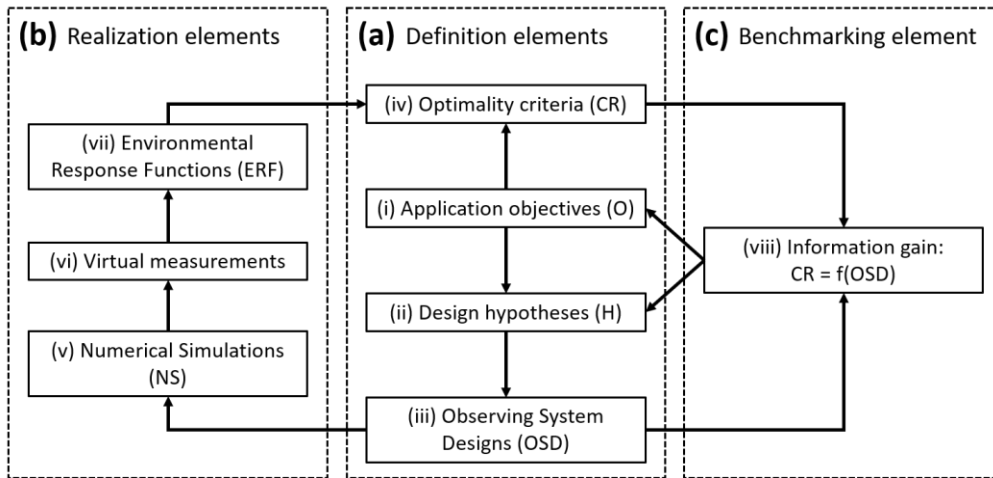 (b) Realization elements
(vii) Environmental
Response Functions (ERF)
(vi) Virtual measurements
(v) Numerical Simulations
(NS)
(a) Definition elements
(iv) Optimality criteria (CR)
(i) Application objectives (O)
(ii) Design hypotheses (H)
(iii) Observing System
Designs (OSD)
(c) Benchmarking element
(viii) Information gain:
CR = f(OSD)